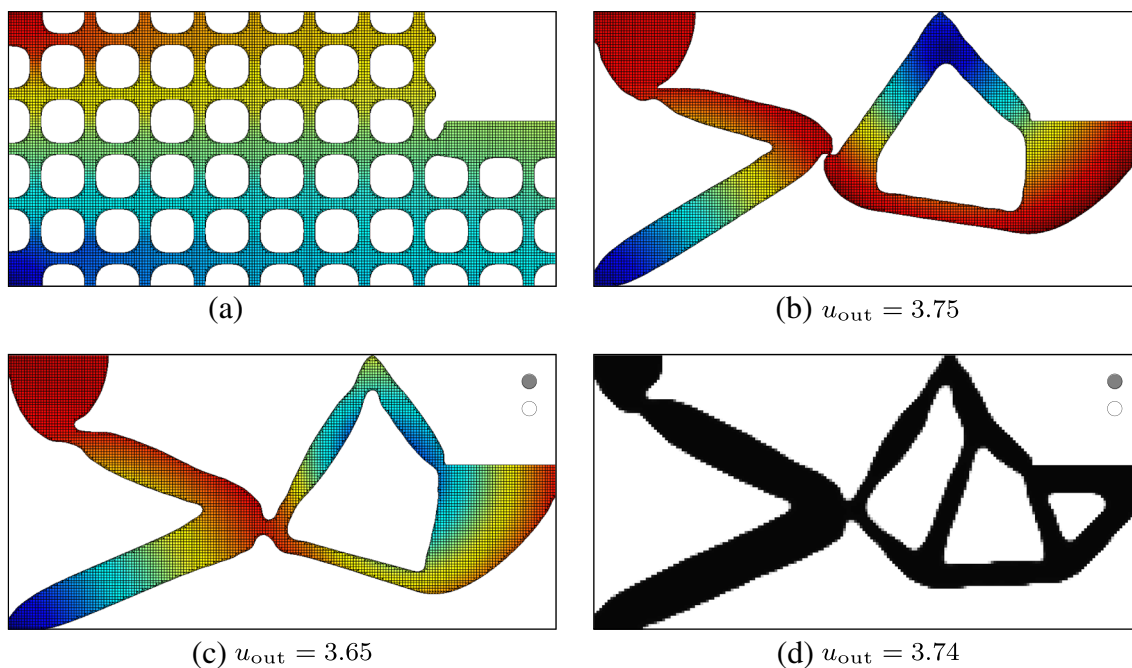 (a)
(b) u_out = 3.75
(c) u_out = 3.65
(d) u_out = 3.74